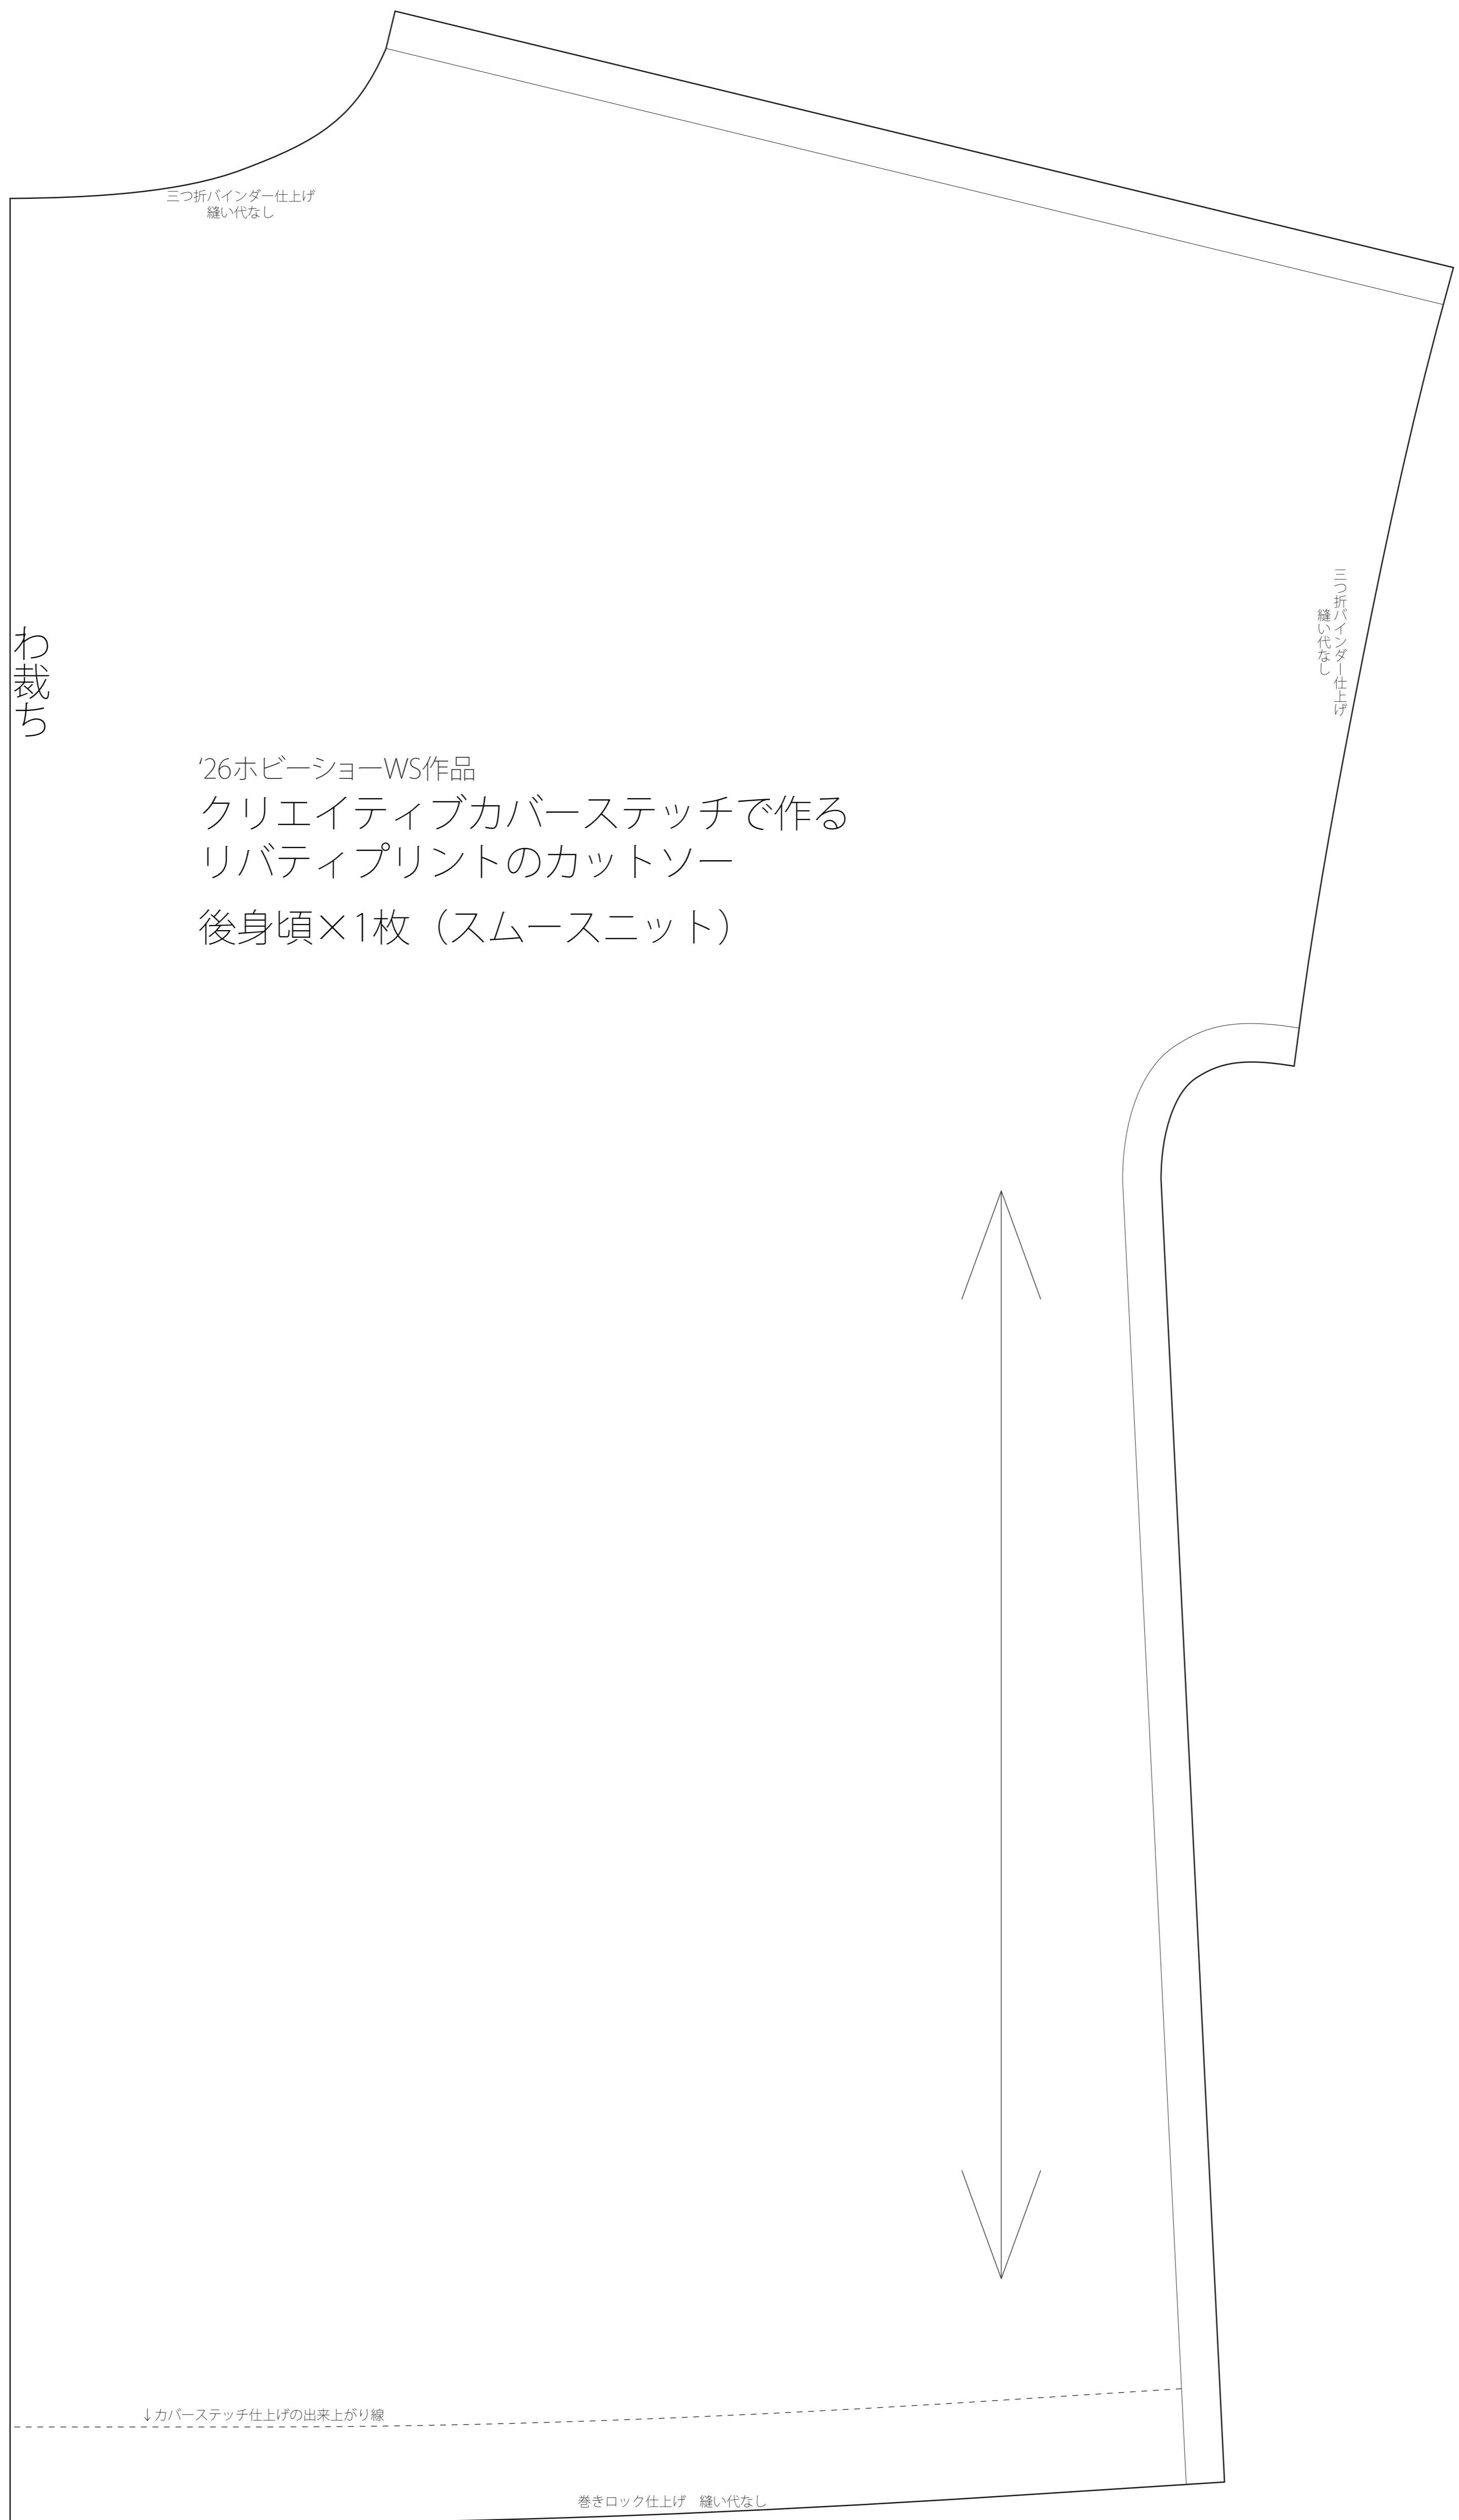 三つ折バインダー仕上げ
縫い代なし
三つ折バインダー仕上げ
縫い代なし
わ裁ち
‘26ホビーショーWS作品
クリエイティブカバーステッチで作る
リバティプリントのカットソー
後身頃×1枚（スムースニット）
↓カバーステッチ仕上げの出来上がり線
巻きロック仕上げ　縫い代なし